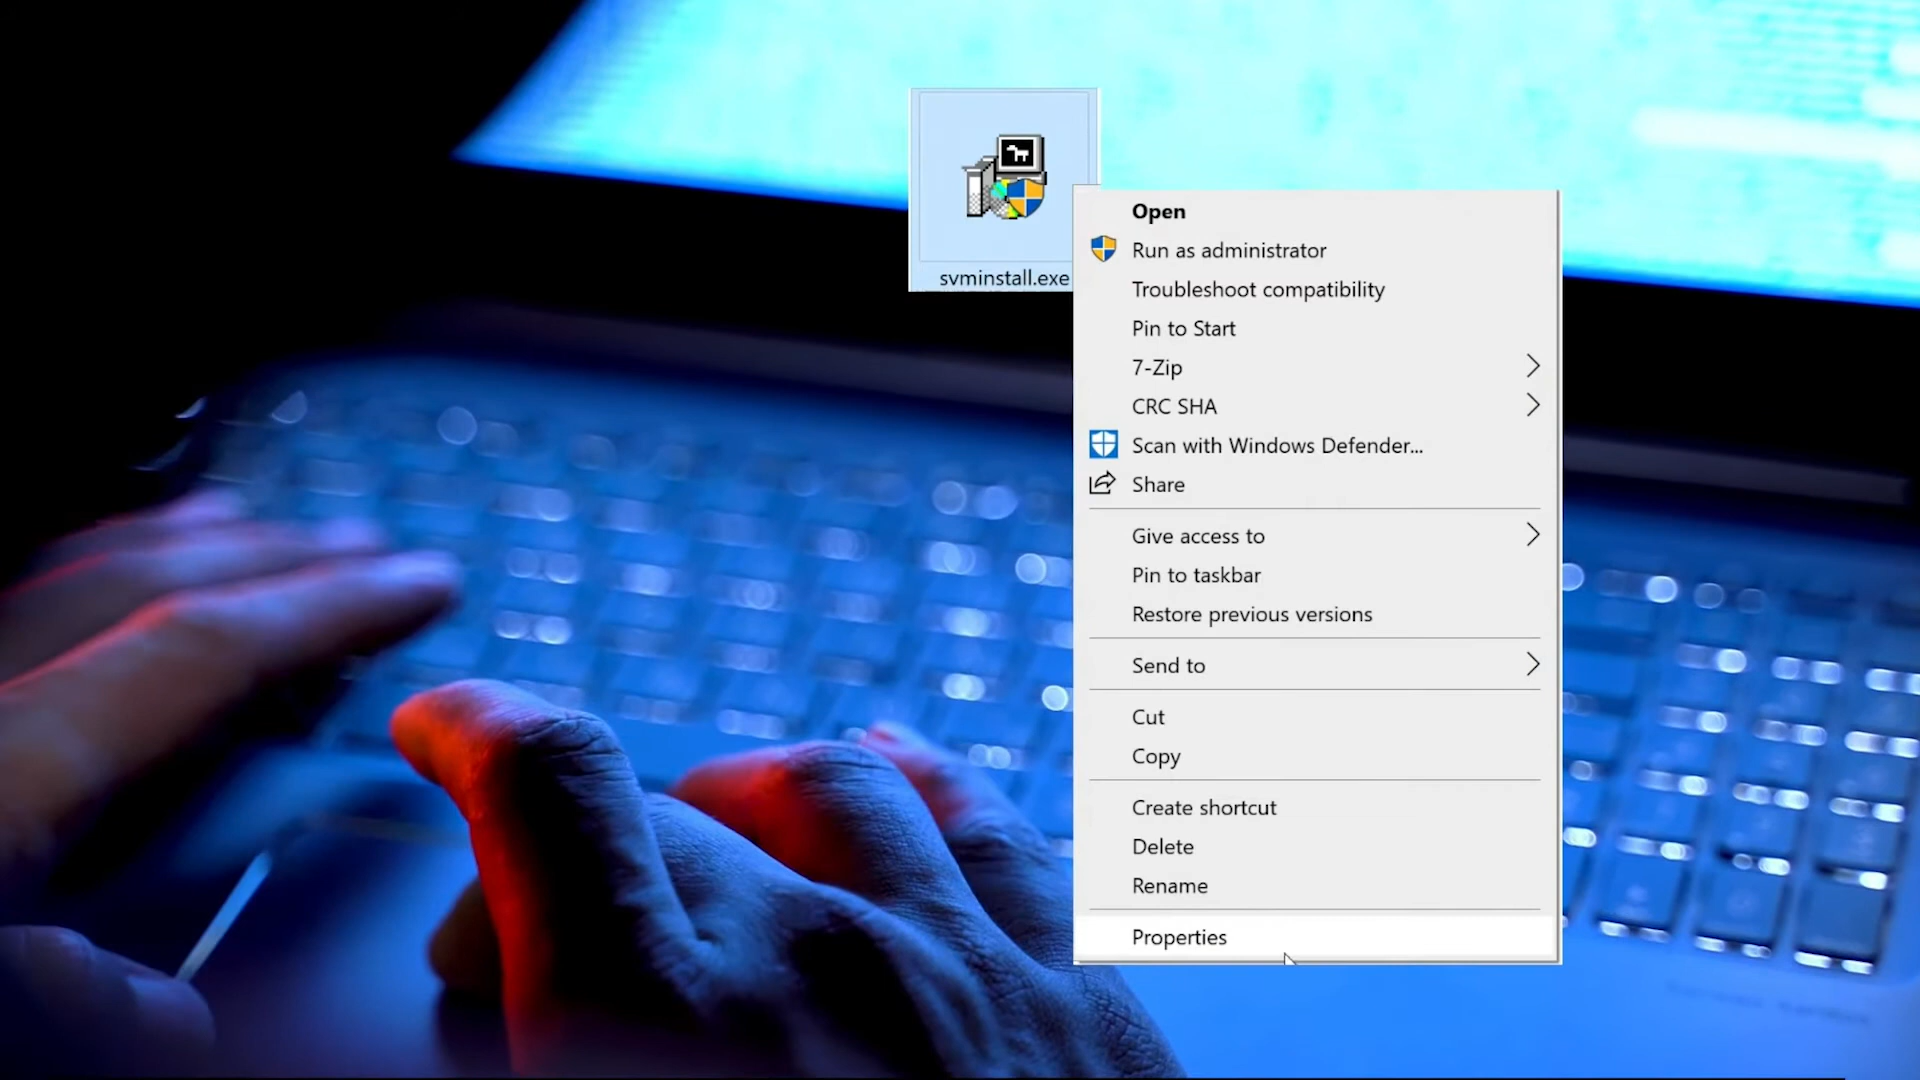 svminstall.exe
Open
Run as administrator
Troubleshoot compatibility
Pin to Start
7-Zip
CRC SHA
Scan with Windows Defender...
Share
Give access to
Pin to taskbar
Restore previous versions
Send to
Cut
Copy
Create shortcut
Delete
Rename
Properties